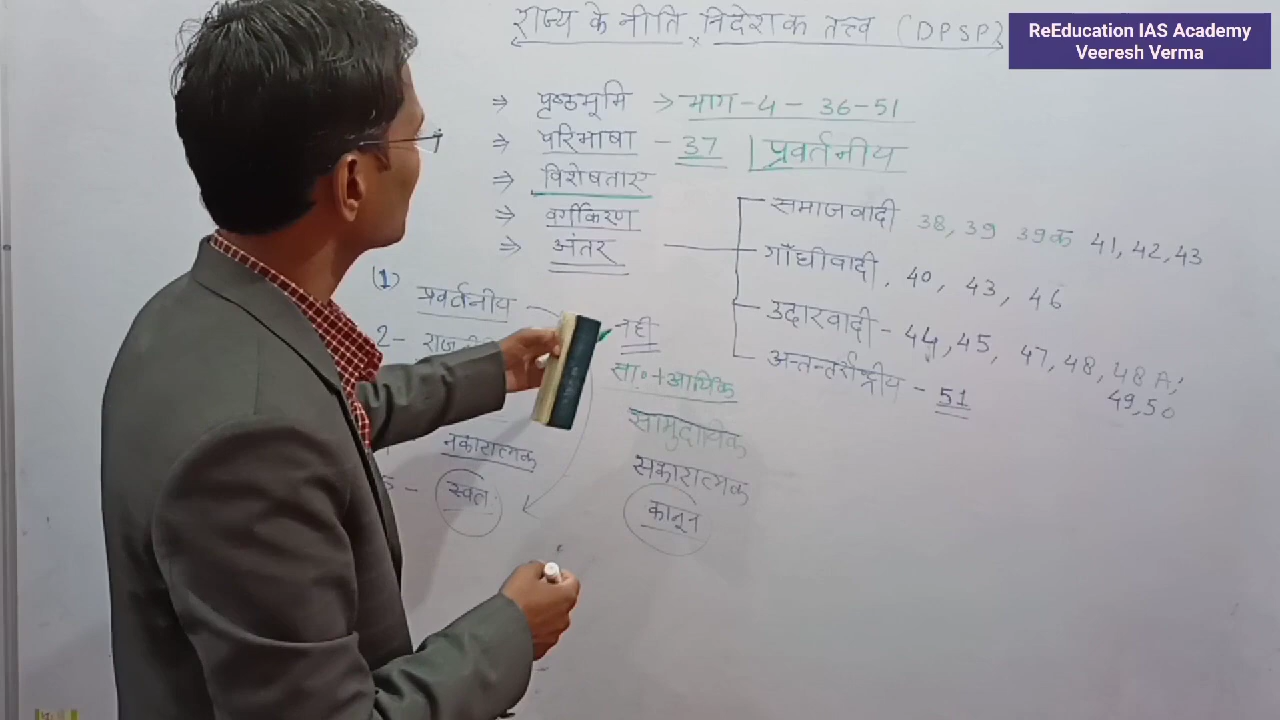 राज्य के नीति निदेशक तत्त्व (DPSP)
ReEducation IAS Academy
Veeresh Verma
⇒ पृष्ठभूमि → भाग-4 - 36-51
⇒ परिभाषा - 37 | प्रवर्तनीय
⇒ विशेषताए
⇒ वर्गीकरण
⇒ अंतर
समाजवादी 38, 39 39क 41, 42, 43
गाँधीवादी, 40, 43, 46
उदारवादी - 44, 45, 47, 48, 48A,
49, 50
अन्तर्न्तराष्ट्रीय - 51
(1) प्रवर्तनीय - नही
2-
सा० + आर्थिक
सामुदायिक
नकारात्मक सकारात्मक
स्वतः कानून